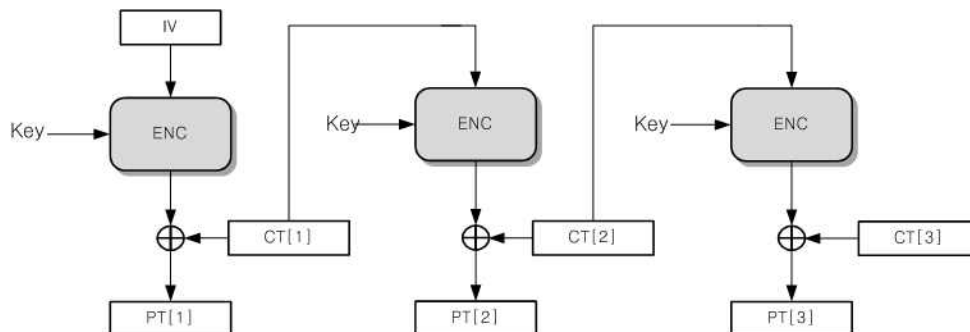 IV
Key
ENC
Key
ENC
Key
ENC
CT[1]
CT[2]
CT[3]
PT[1]
PT[2]
PT[3]